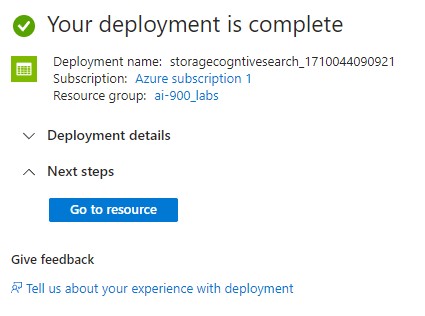 Your deployment is complete
Deployment name: storagecogntivesearch_1710044090921
Subscription: Azure subscription 1
Resource group: ai-900_labs
Deployment details
Next steps
Go to resource
Give feedback
Tell us about your experience with deployment